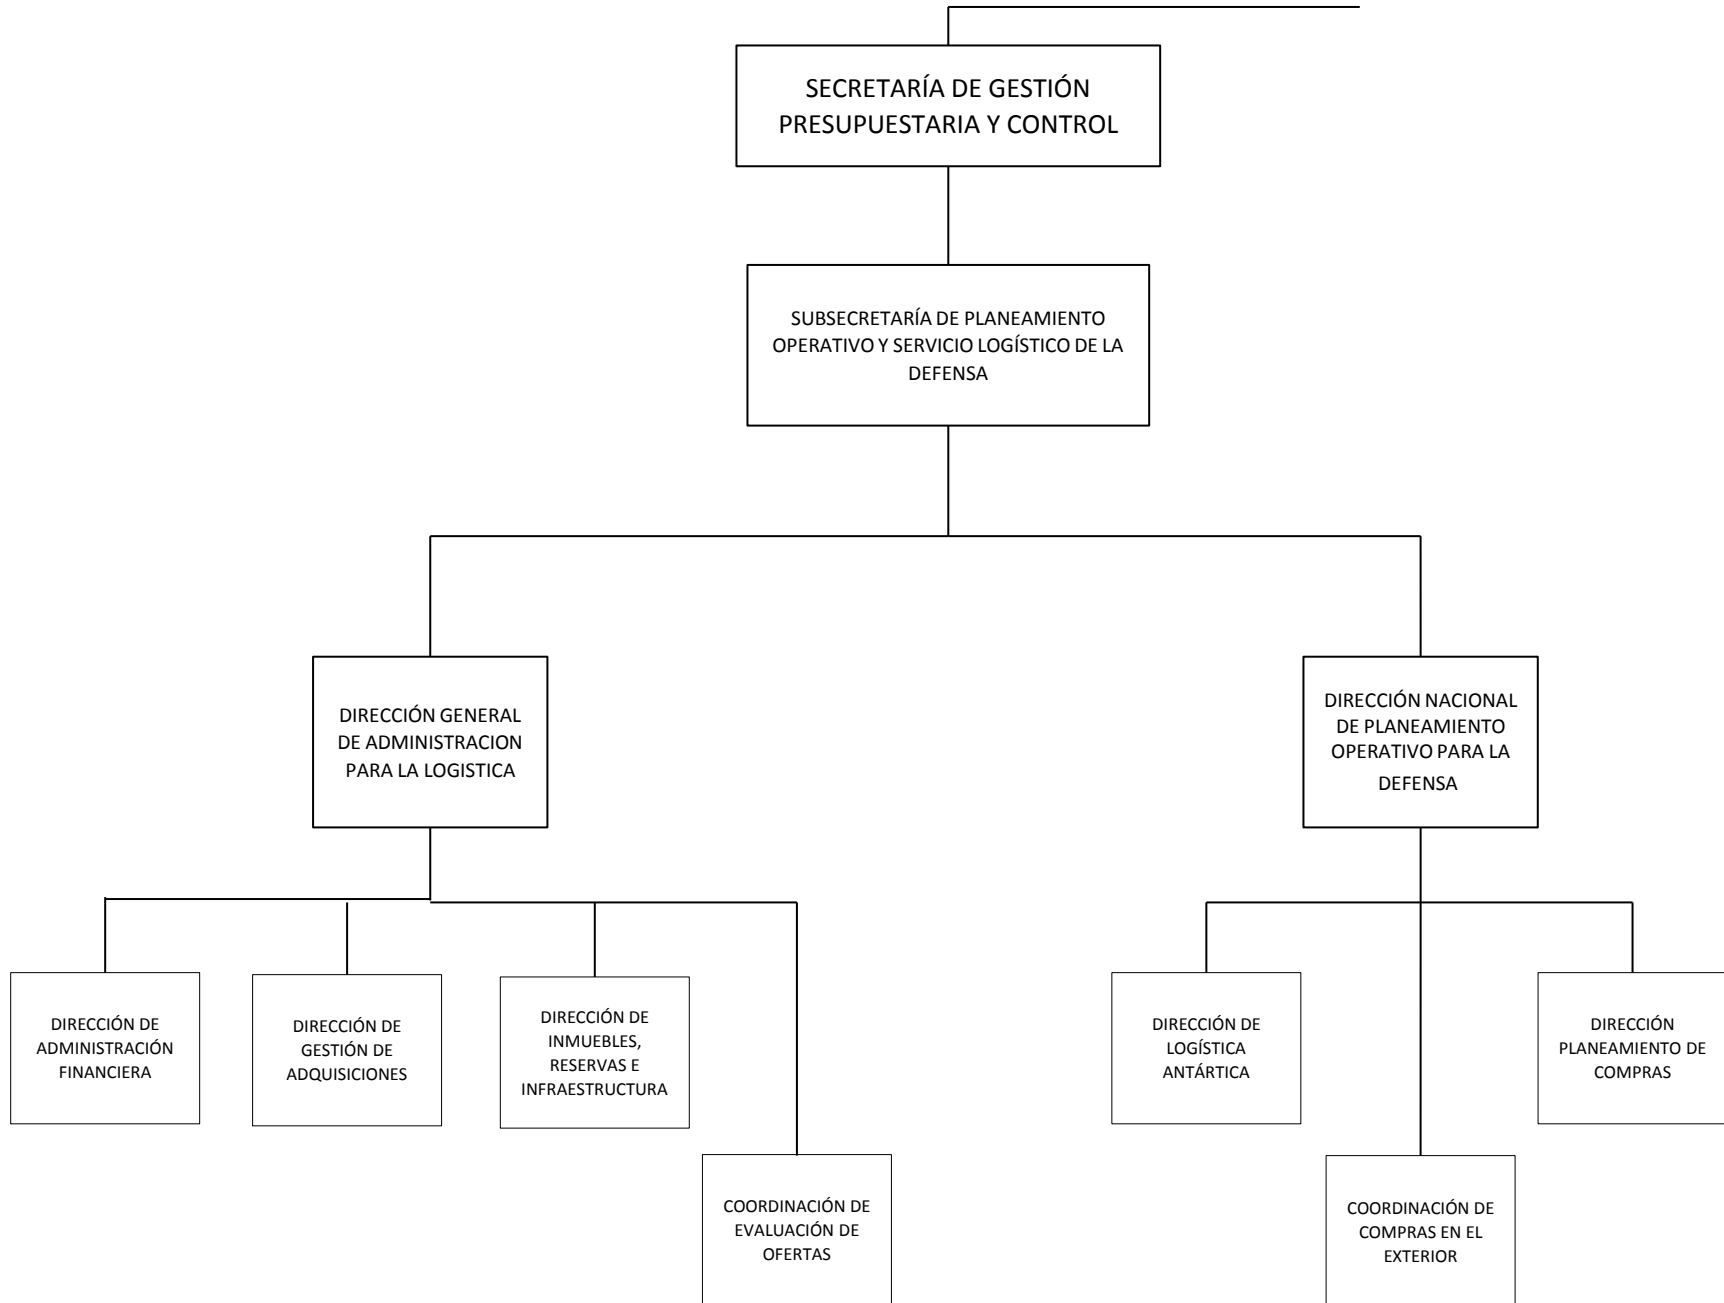 SECRETARÍA DE GESTIÓN
PRESUPUESTARIA Y CONTROL
SUBSECRETARÍA DE PLANEAMIENTO
OPERATIVO Y SERVICIO LOGÍSTICO DE LA
DEFENSA
DIRECCIÓN GENERAL
DE ADMINISTRACION
PARA LA LOGISTICA
DIRECCIÓN NACIONAL
DE PLANEAMIENTO
OPERATIVO PARA LA
DEFENSA
DIRECCIÓN DE
ADMINISTRACIÓN
FINANCIERA
DIRECCIÓN DE
GESTIÓN DE
ADQUISICIONES
DIRECCIÓN DE
INMUEBLES,
RESERVAS E
INFRAESTRUCTURA
DIRECCIÓN DE
LOGÍSTICA
ANTÁRTICA
DIRECCIÓN
PLANEAMIENTO DE
COMPRAS
COORDINACIÓN DE
EVALUACIÓN DE
OFERTAS
COORDINACIÓN DE
COMPRAS EN EL
EXTERIOR